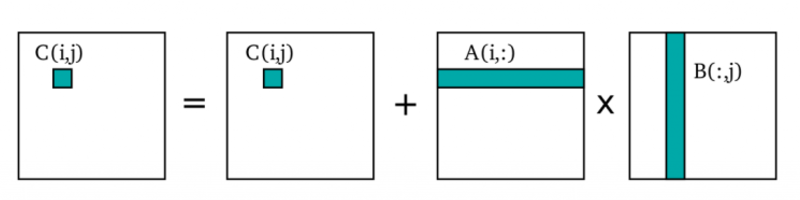 C(i,j) = C(i,j) + A(i,:) x B(:,j)